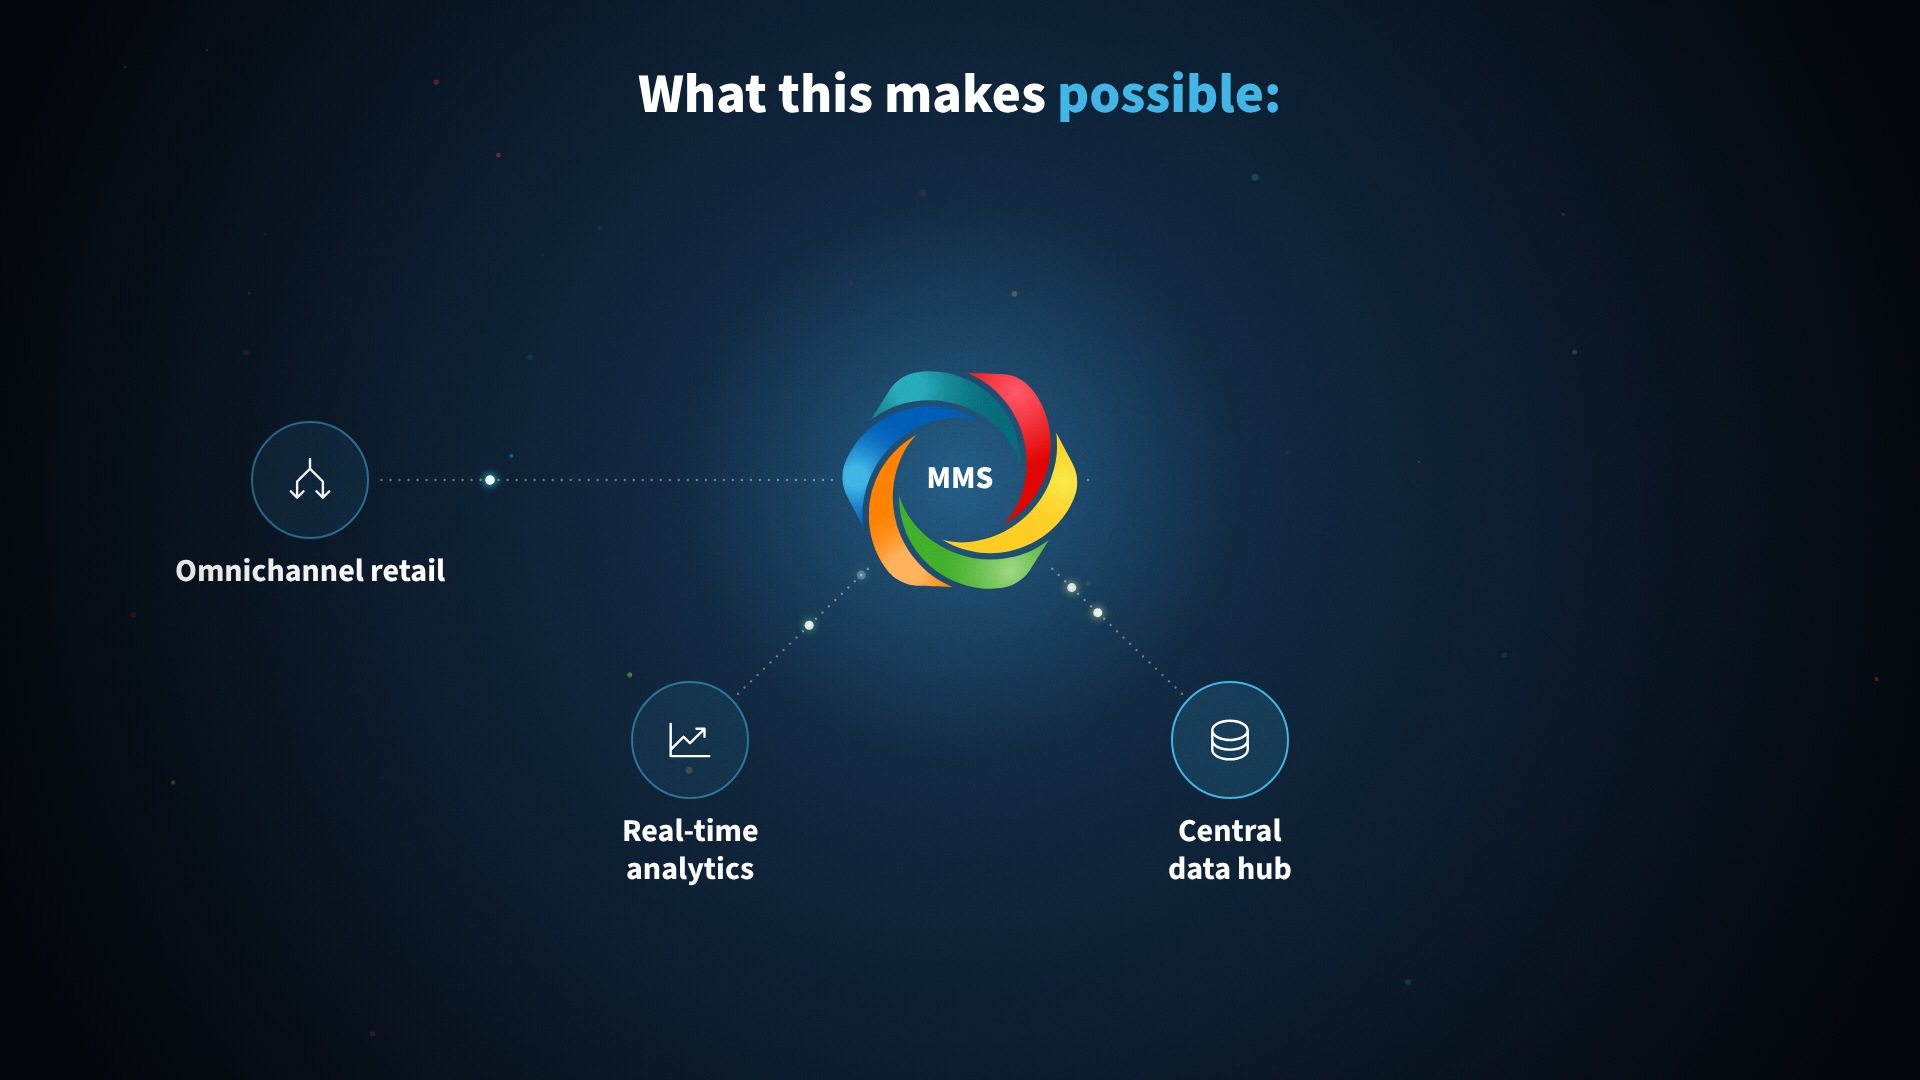 What this makes possible:
MMS
Omnichannel retail
Real-time
analytics
Central
data hub